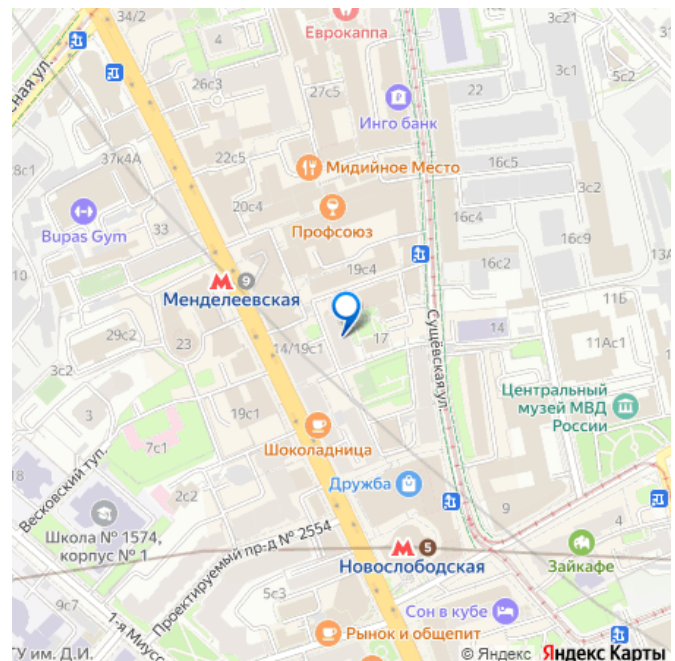 34/2
4
Еврокаппа
3с21
3с1
5с2
26с3
27с5
22
Инго банк
ная ул.
8с1
37к4А
22с5
Мидийное Место
16с5
3с2
20с4
33
Bupas Gym
Профсоюз
16с4
16с9
13А
10
9
Менделеевская
19с4
16с2
11Б
Сущёвская ул.
29с2
23
14/19с1
17
14
11Ас1
3с2
3
19с1
Центральный
музей МВД
России
7с1
Шоколадница
18
Весковский туп.
2с2
Дружба
9
4
Школа № 1574,
корпус № 1
Проектируемый пр-д № 2554
5
Новослободская
Зайкафе
9с7
5с3
Сон в кубе
1-я Миусс
Рынок и общепит
ГУ им. Д.И.
© Яндекс Яндекс Карты